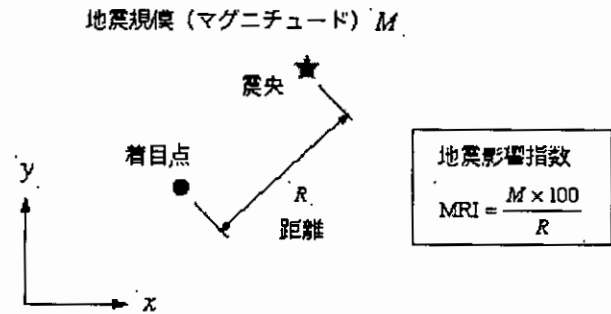 地震規模（マグニチュード）M
震央
着目点
y
R
距離
x
地震影響指数
MRI = M × 100 / R